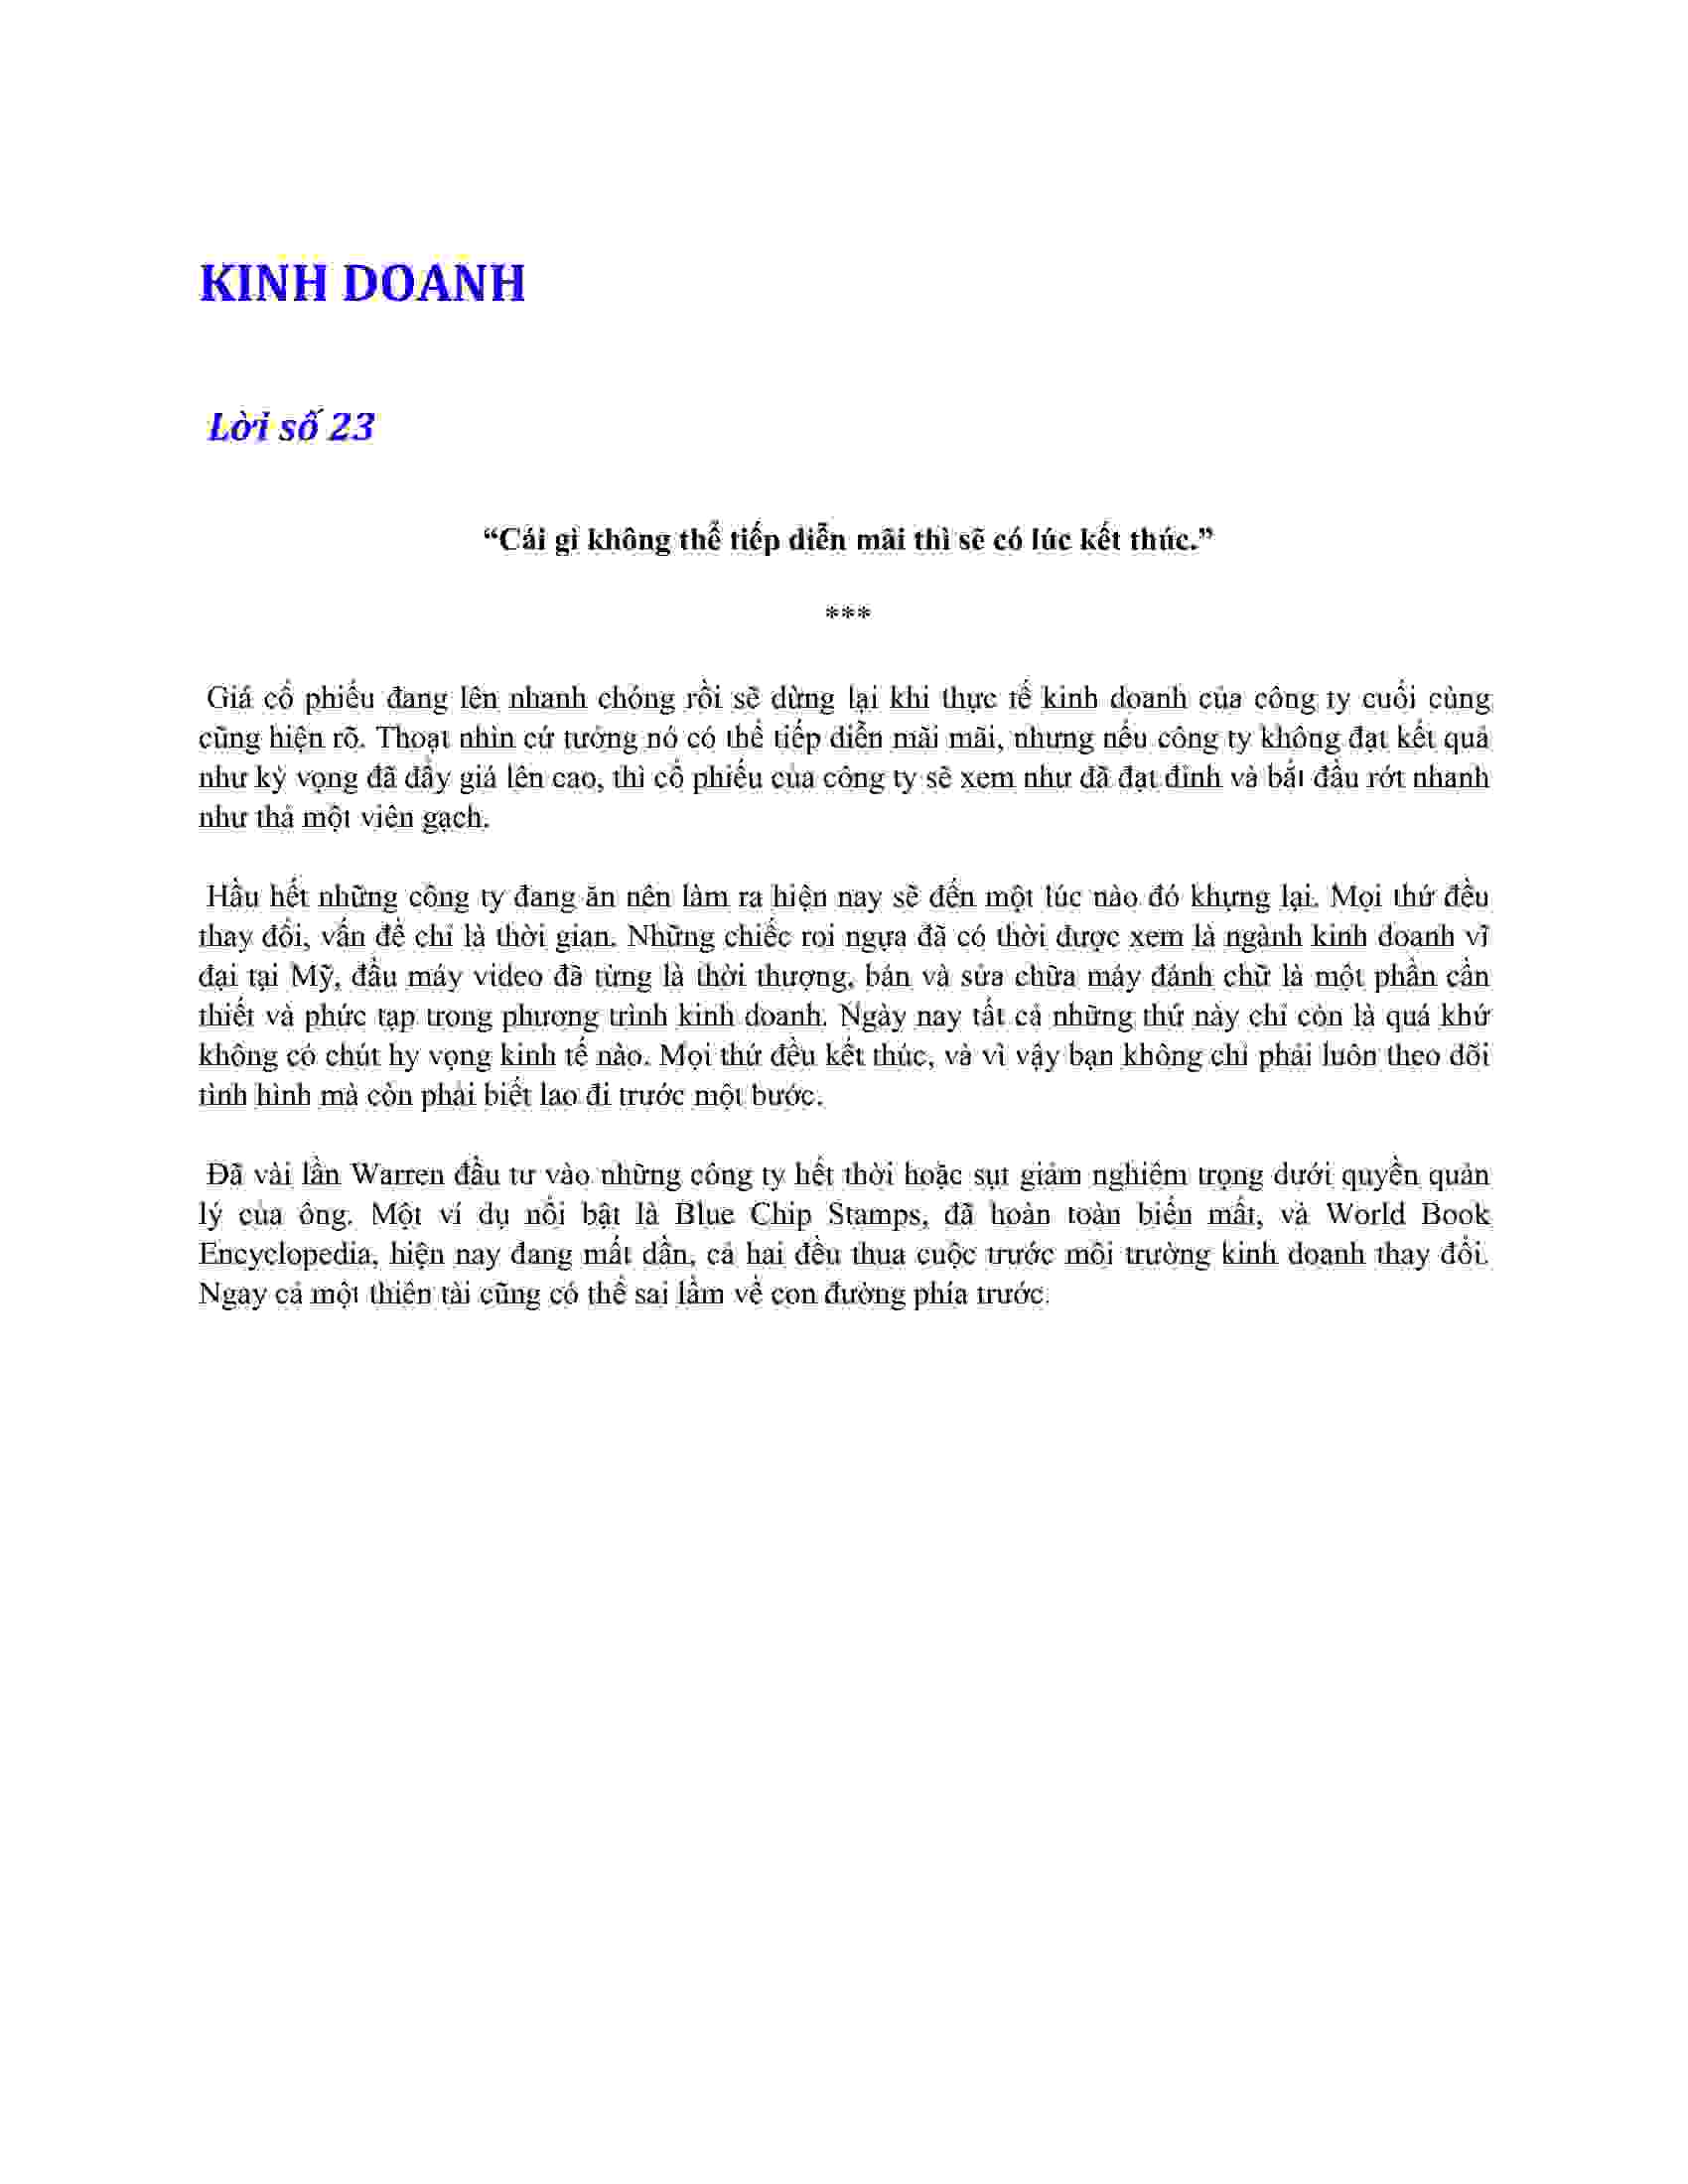 KINH DOANH
Lời số 23
“Cái gì không thể tiếp diễn mãi thì sẽ có lúc kết thúc.”
***
Giá cổ phiếu đang lên nhanh chóng rồi sẽ dừng lại khi thực tế kinh doanh của công ty cuối cùng
cũng hiện rõ. Thoạt nhìn cứ tưởng nó có thể tiếp diễn mãi mãi, nhưng nếu công ty không đạt kết quả
như kỳ vọng đã đẩy giá lên cao, thì cổ phiếu của công ty sẽ xem như đã đạt đỉnh và bắt đầu rớt nhanh
như thả một viên gạch.
Hầu hết những công ty đang ăn nên làm ra hiện nay sẽ đến một lúc nào đó khựng lại. Mọi thứ đều
thay đổi, vấn đề chỉ là thời gian. Những chiếc roi ngựa đã có thời được xem là ngành kinh doanh vĩ
đại tại Mỹ, đầu máy video đã từng là thời thượng, bán và sửa chữa máy đánh chữ là một phần cần
thiết và phức tạp trong phương trình kinh doanh. Ngày nay tất cả những thứ này chỉ còn là quá khứ
không có chút hy vọng kinh tế nào. Mọi thứ đều kết thúc, và vì vậy bạn không chỉ phải luôn theo dõi
tình hình mà còn phải biết lao đi trước một bước.
Đã vài lần Warren đầu tư vào những công ty hết thời hoặc sụt giảm nghiêm trọng dưới quyền quản
lý của ông. Một ví dụ nổi bật là Blue Chip Stamps, đã hoàn toàn biến mất, và World Book
Encyclopedia, hiện nay đang mất dần, cả hai đều thua cuộc trước môi trường kinh doanh thay đổi.
Ngay cả một thiên tài cũng có thể sai lầm về con đường phía trước.